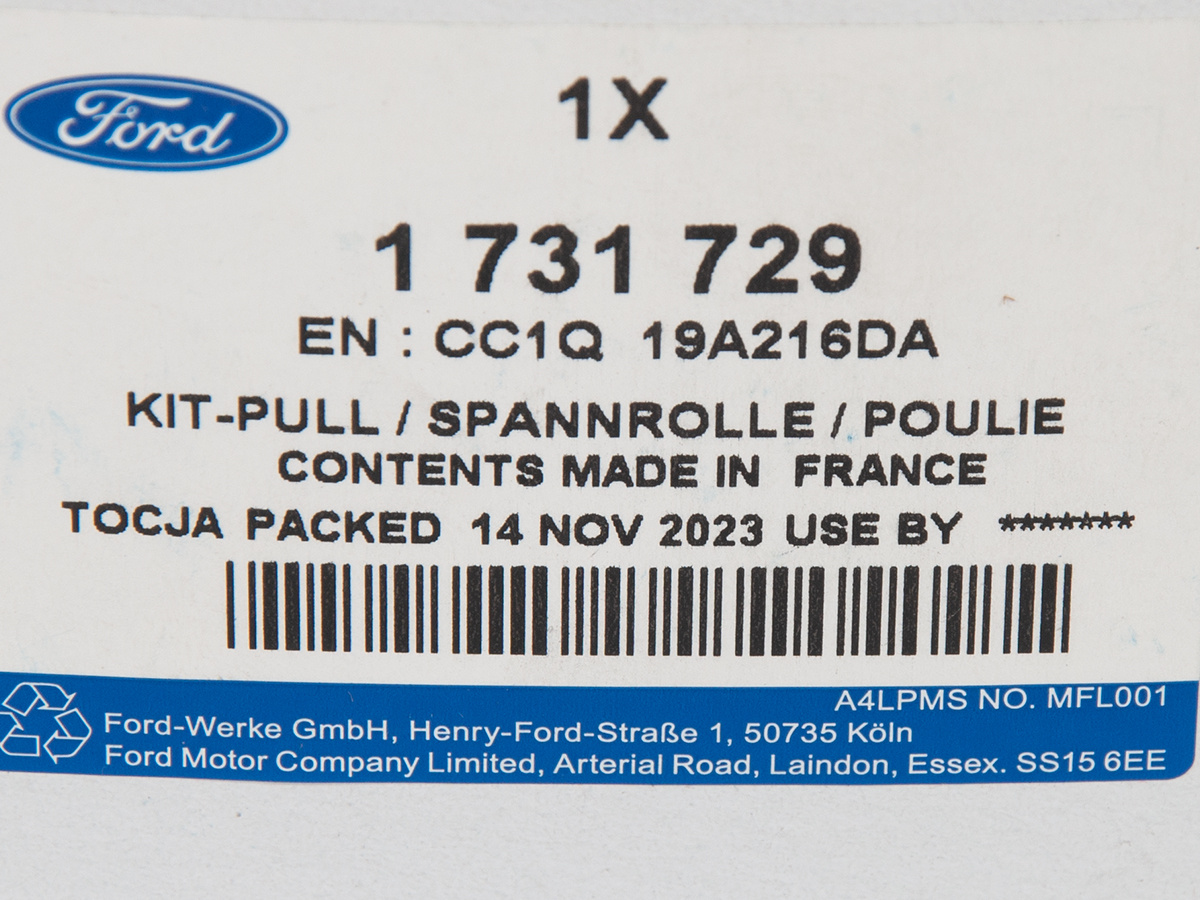 Ford
1X
1 731 729
EN : CC1Q 19A216DA
KIT-PULL / SPANNROLLE / POULIE
CONTENTS MADE IN FRANCE
TOCJA PACKED 14 NOV 2023 USE BY *******
A4LPMS NO. MFL001
Ford-Werke GmbH, Henry-Ford-Straße 1, 50735 Köln
Ford Motor Company Limited, Arterial Road, Laindon, Essex. SS15 6EE